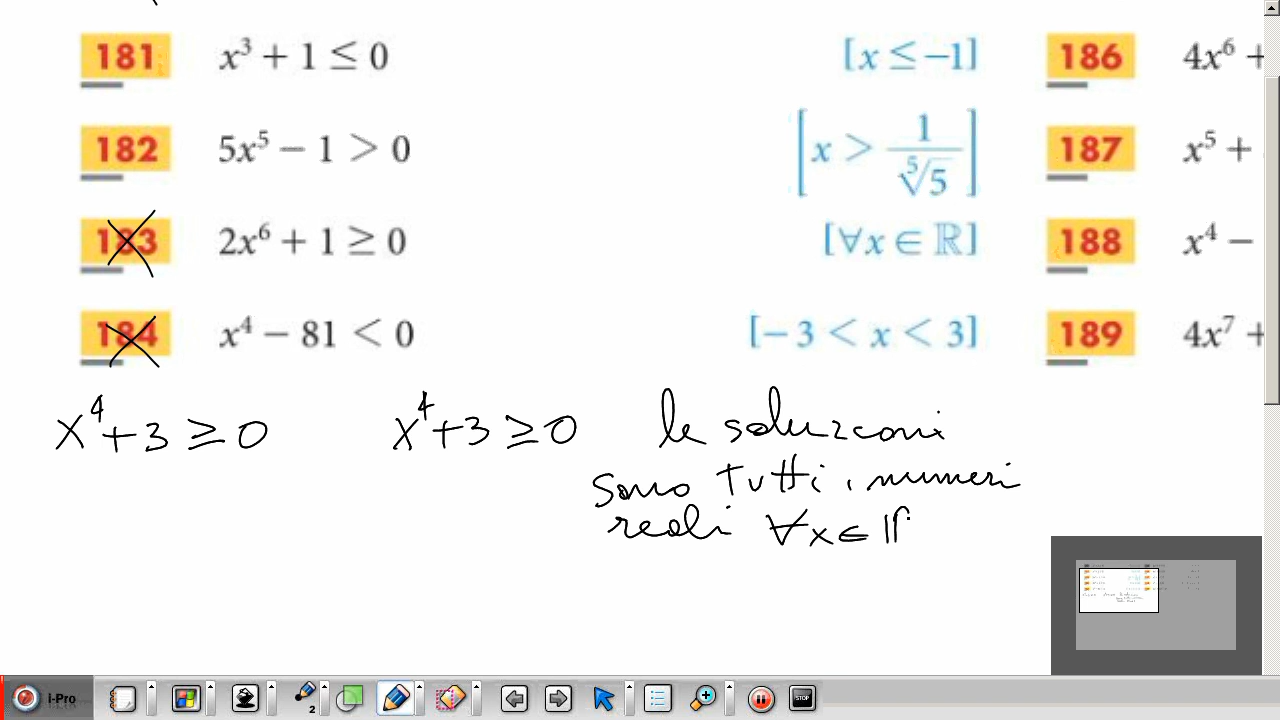 181 x³ + 1 ≤ 0 [x ≤ −1] 186 4x⁶ +
182 5x⁵ − 1 > 0 [x > 1/⁵√5] 187 x⁵ +
183 2x⁶ + 1 ≥ 0 [∀x ∈ ℝ] 188 x⁴ −
184 x⁴ − 81 < 0 [−3 < x < 3] 189 4x⁷ +
x⁴+3 ≥ 0 x⁴+3 ≥ 0 le soluzioni
sono tutti i numeri
reali ∀x ∈
i-Pro
2
STOP